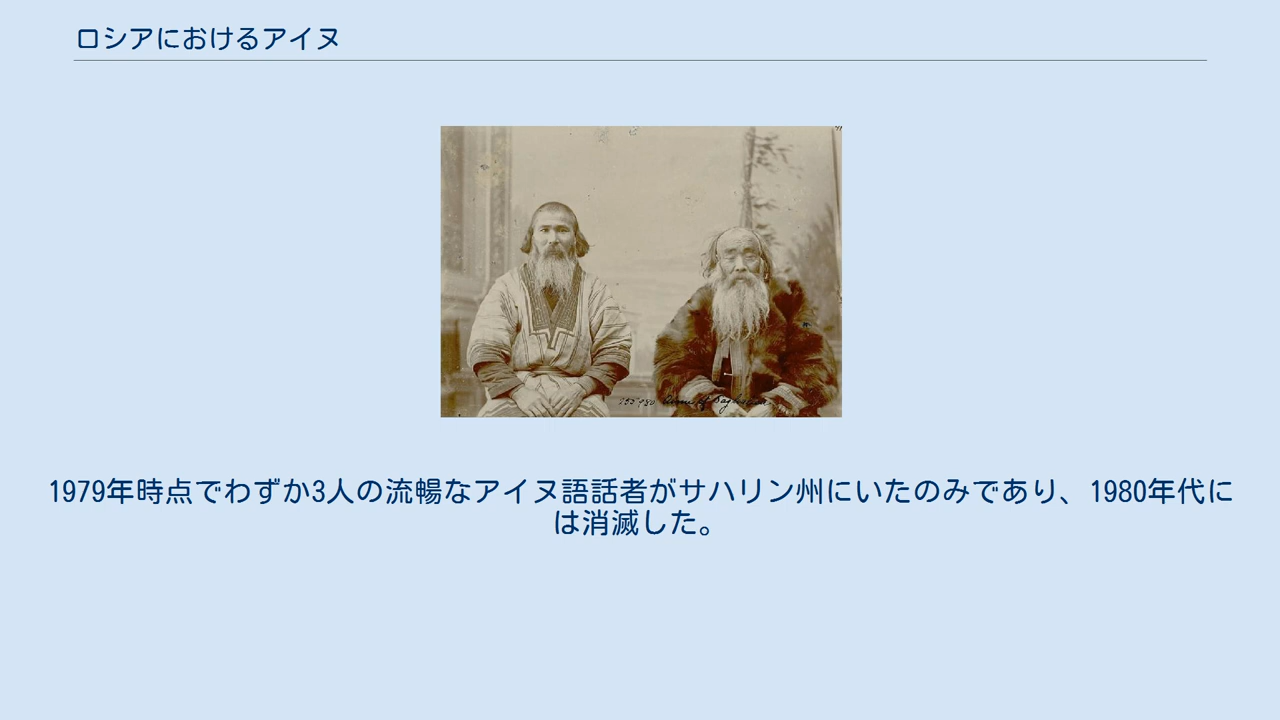 ロシアにおけるアイヌ
1979年時点でわずか3人の流暢なアイヌ語話者がサハリン州にいたのみであり、1980年代に
は消滅した。